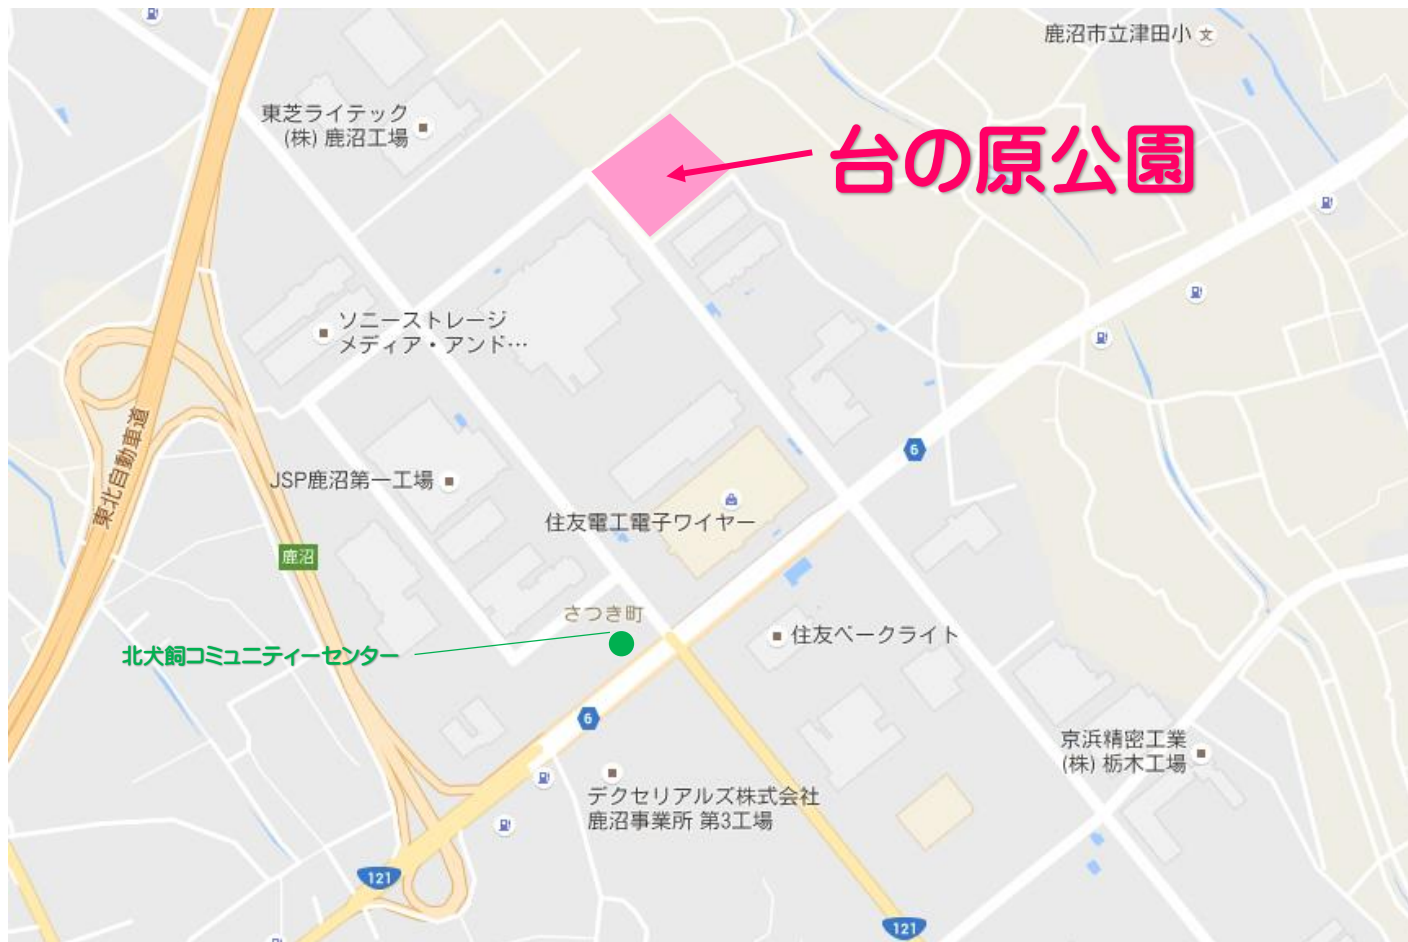 鹿沼市立津田小
文
東芝ライテック
(株) 鹿沼工場
台の原公園
ソニーストレージ
メディア・アンド…
東北自動車道
6
JSP鹿沼第一工場
住友電工電子ワイヤー
鹿沼
さつき町
北犬飼コミュニティーセンター
住友ベークライト
6
京浜精密工業
(株) 栃木工場
デクセリアルズ株式会社
鹿沼事業所 第3工場
121
121